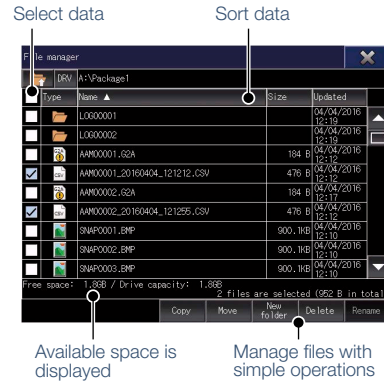 Select data Sort data
File manager
DRV A:\Package1
Type Name ▲ Size Updated
LOG00001 04/04/2016 12:19
LOG00002 04/04/2016 12:19
AAM00001.G2A 184 B 04/04/2016 12:12
CSV AAM00001_20160404_121212.CSV 476 B 04/04/2016 12:12
AAM00002.G2A 184 B 04/04/2016 12:17
CSV AAM00002_20160404_121255.CSV 476 B 04/04/2016 12:12
SNAP0001.BMP 900.1KB 04/04/2016 12:10
SNAP0002.BMP 900.1KB 04/04/2016 12:10
SNAP0003.BMP 900.1KB 04/04/2016 12:10
Free space: 1.8GB / Drive capacity: 1.8GB
2 files are selected (952 B in total
Copy Move New folder Delete Rename
Available space is displayed
Manage files with simple operations